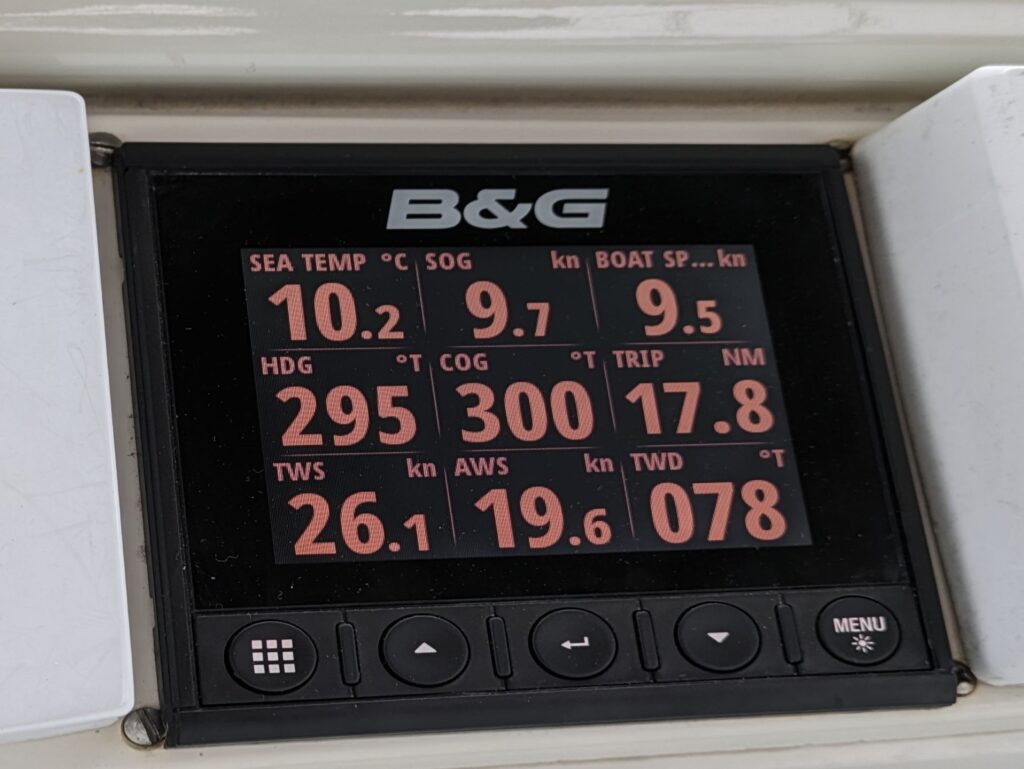 B&G
SEA TEMP °C SOG kn BOAT SP... kn
10.2 9.7 9.5
HDG °T COG °T TRIP NM
295 300 17.8
TWS kn AWS kn TWD °T
26.1 19.6 078
MENU